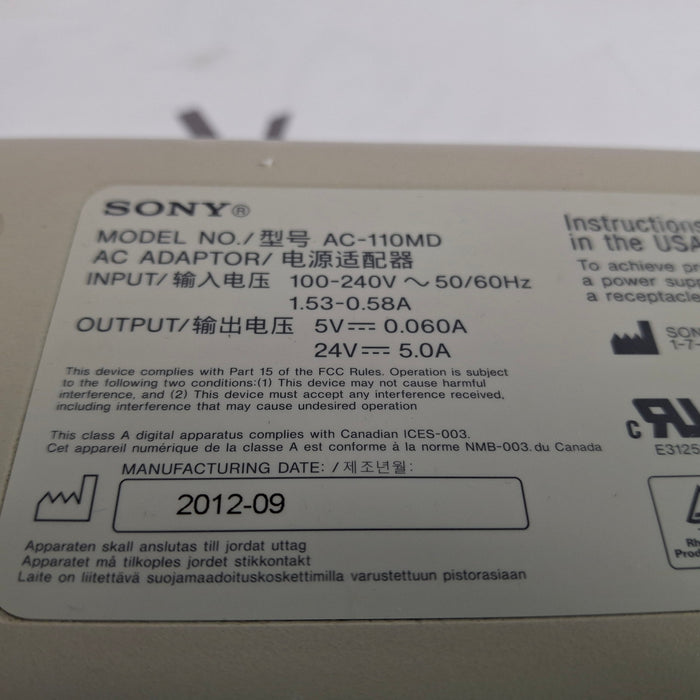 SONY®
MODEL NO./型号 AC-110MD
AC ADAPTOR/电源适配器
INPUT/输入电压 100-240V ~ 50/60Hz
1.53-0.58A
OUTPUT/输出电压 5V⎓ 0.060A
24V⎓ 5.0A
This device complies with Part 15 of the FCC Rules. Operation is subject
to the following two conditions:(1) This device may not cause harmful
interference, and (2) This device must accept any interference received,
including interference that may cause undesired operation
This class A digital apparatus complies with Canadian ICES-003.
Cet appareil numérique de la classe A est conforme à la norme NMB-003. du Canada
MANUFACTURING DATE: /제조년월:
2012-09
Apparaten skall anslutas till jordat uttag
Apparatet må tilkoples jordet stikkontakt
Laite on liitettävä suojamaadoituskoskettimilla varustettuun pistorasiaan
Instructions
in the USA
To achieve
a power
a receptacle
1-7-
c
E3125